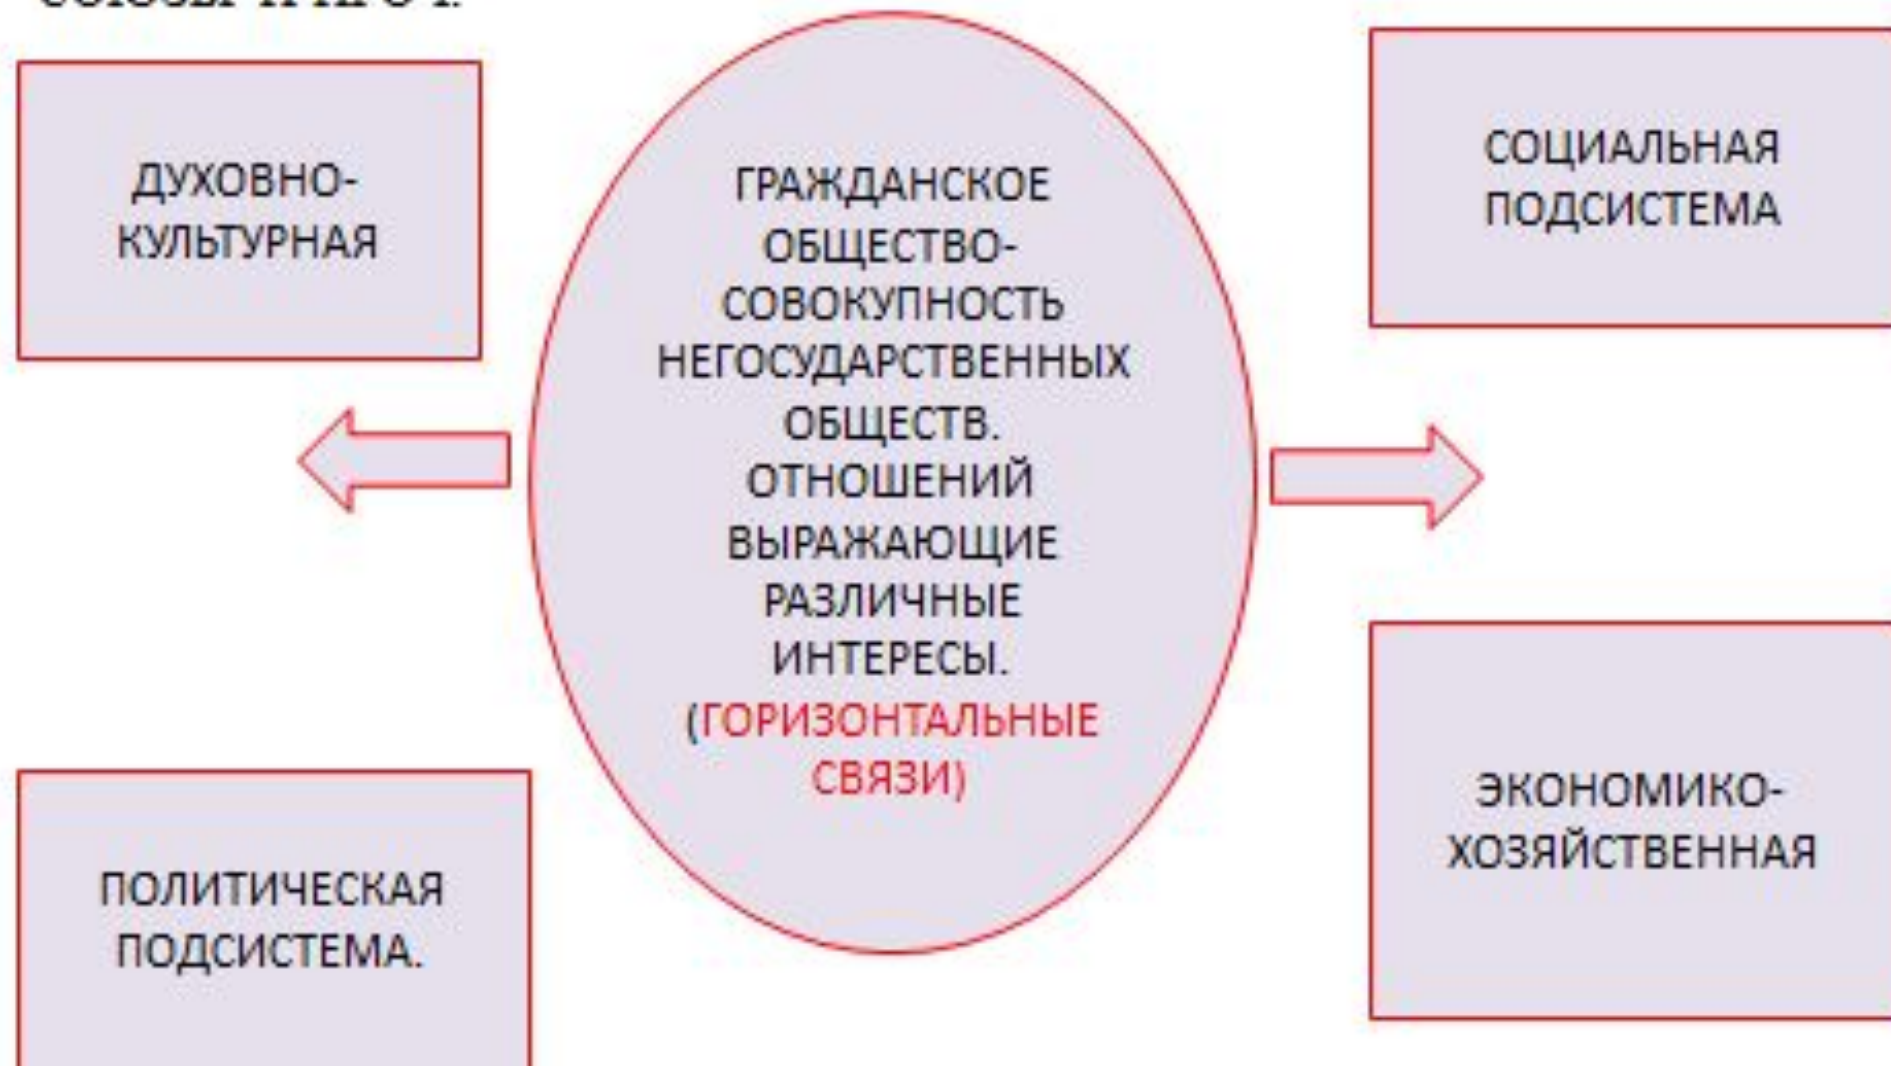 ДУХОВНО-
КУЛЬТУРНАЯ
ГРАЖДАНСКОЕ
ОБЩЕСТВО-
СОВОКУПНОСТЬ
НЕГОСУДАРСТВЕННЫХ
ОБЩЕСТВ.
ОТНОШЕНИЙ
ВЫРАЖАЮЩИЕ
РАЗЛИЧНЫЕ
ИНТЕРЕСЫ.
(ГОРИЗОНТАЛЬНЫЕ
СВЯЗИ)
СОЦИАЛЬНАЯ
ПОДСИСТЕМА
ПОЛИТИЧЕСКАЯ
ПОДСИСТЕМА.
ЭКОНОМИКО-
ХОЗЯЙСТВЕННАЯ